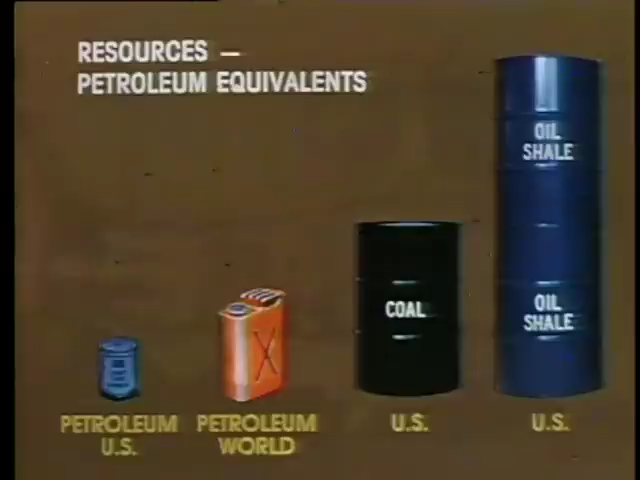 RESOURCES —
PETROLEUM EQUIVALENTS
OIL
SHALE
COAL
OIL
SHALE
PETROLEUM
U.S.
PETROLEUM
WORLD
U.S.
U.S.